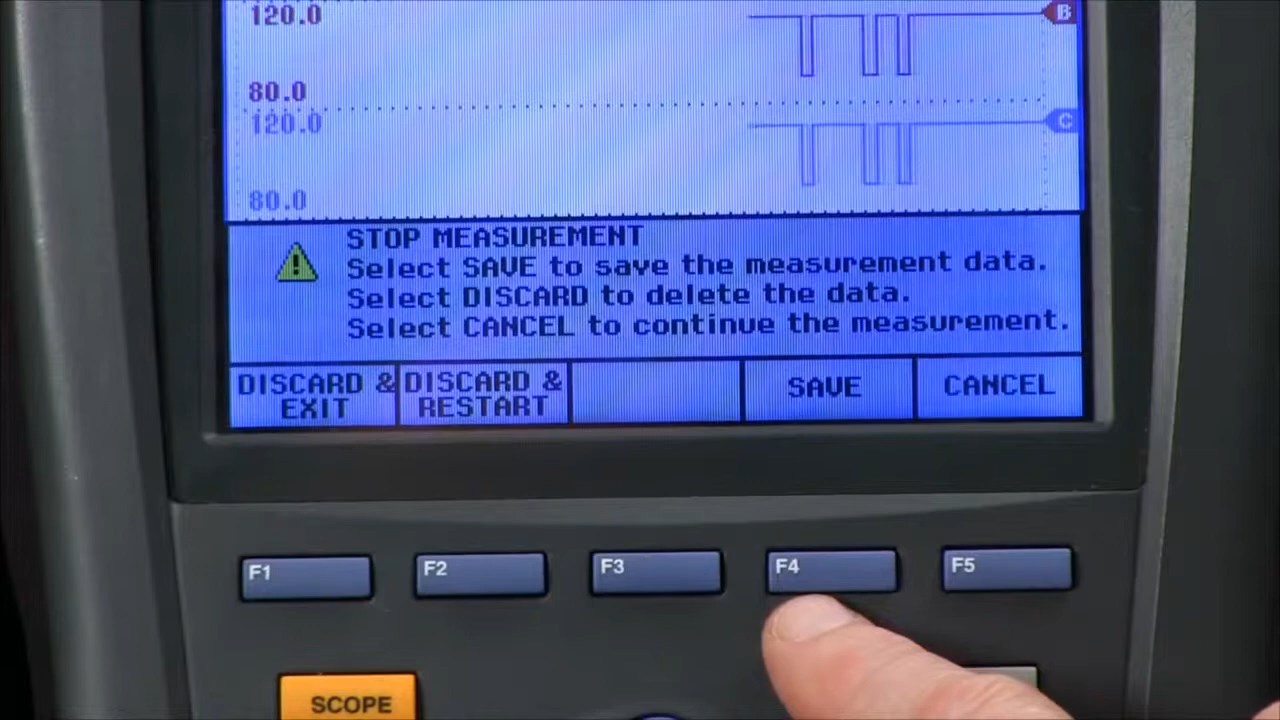 120.0
B
80.0
120.0
C
80.0
STOP MEASUREMENT
Select SAVE to save the measurement data.
Select DISCARD to delete the data.
Select CANCEL to continue the measurement.
DISCARD &
EXIT
DISCARD &
RESTART
SAVE
CANCEL
F1
F2
F3
F4
F5
SCOPE